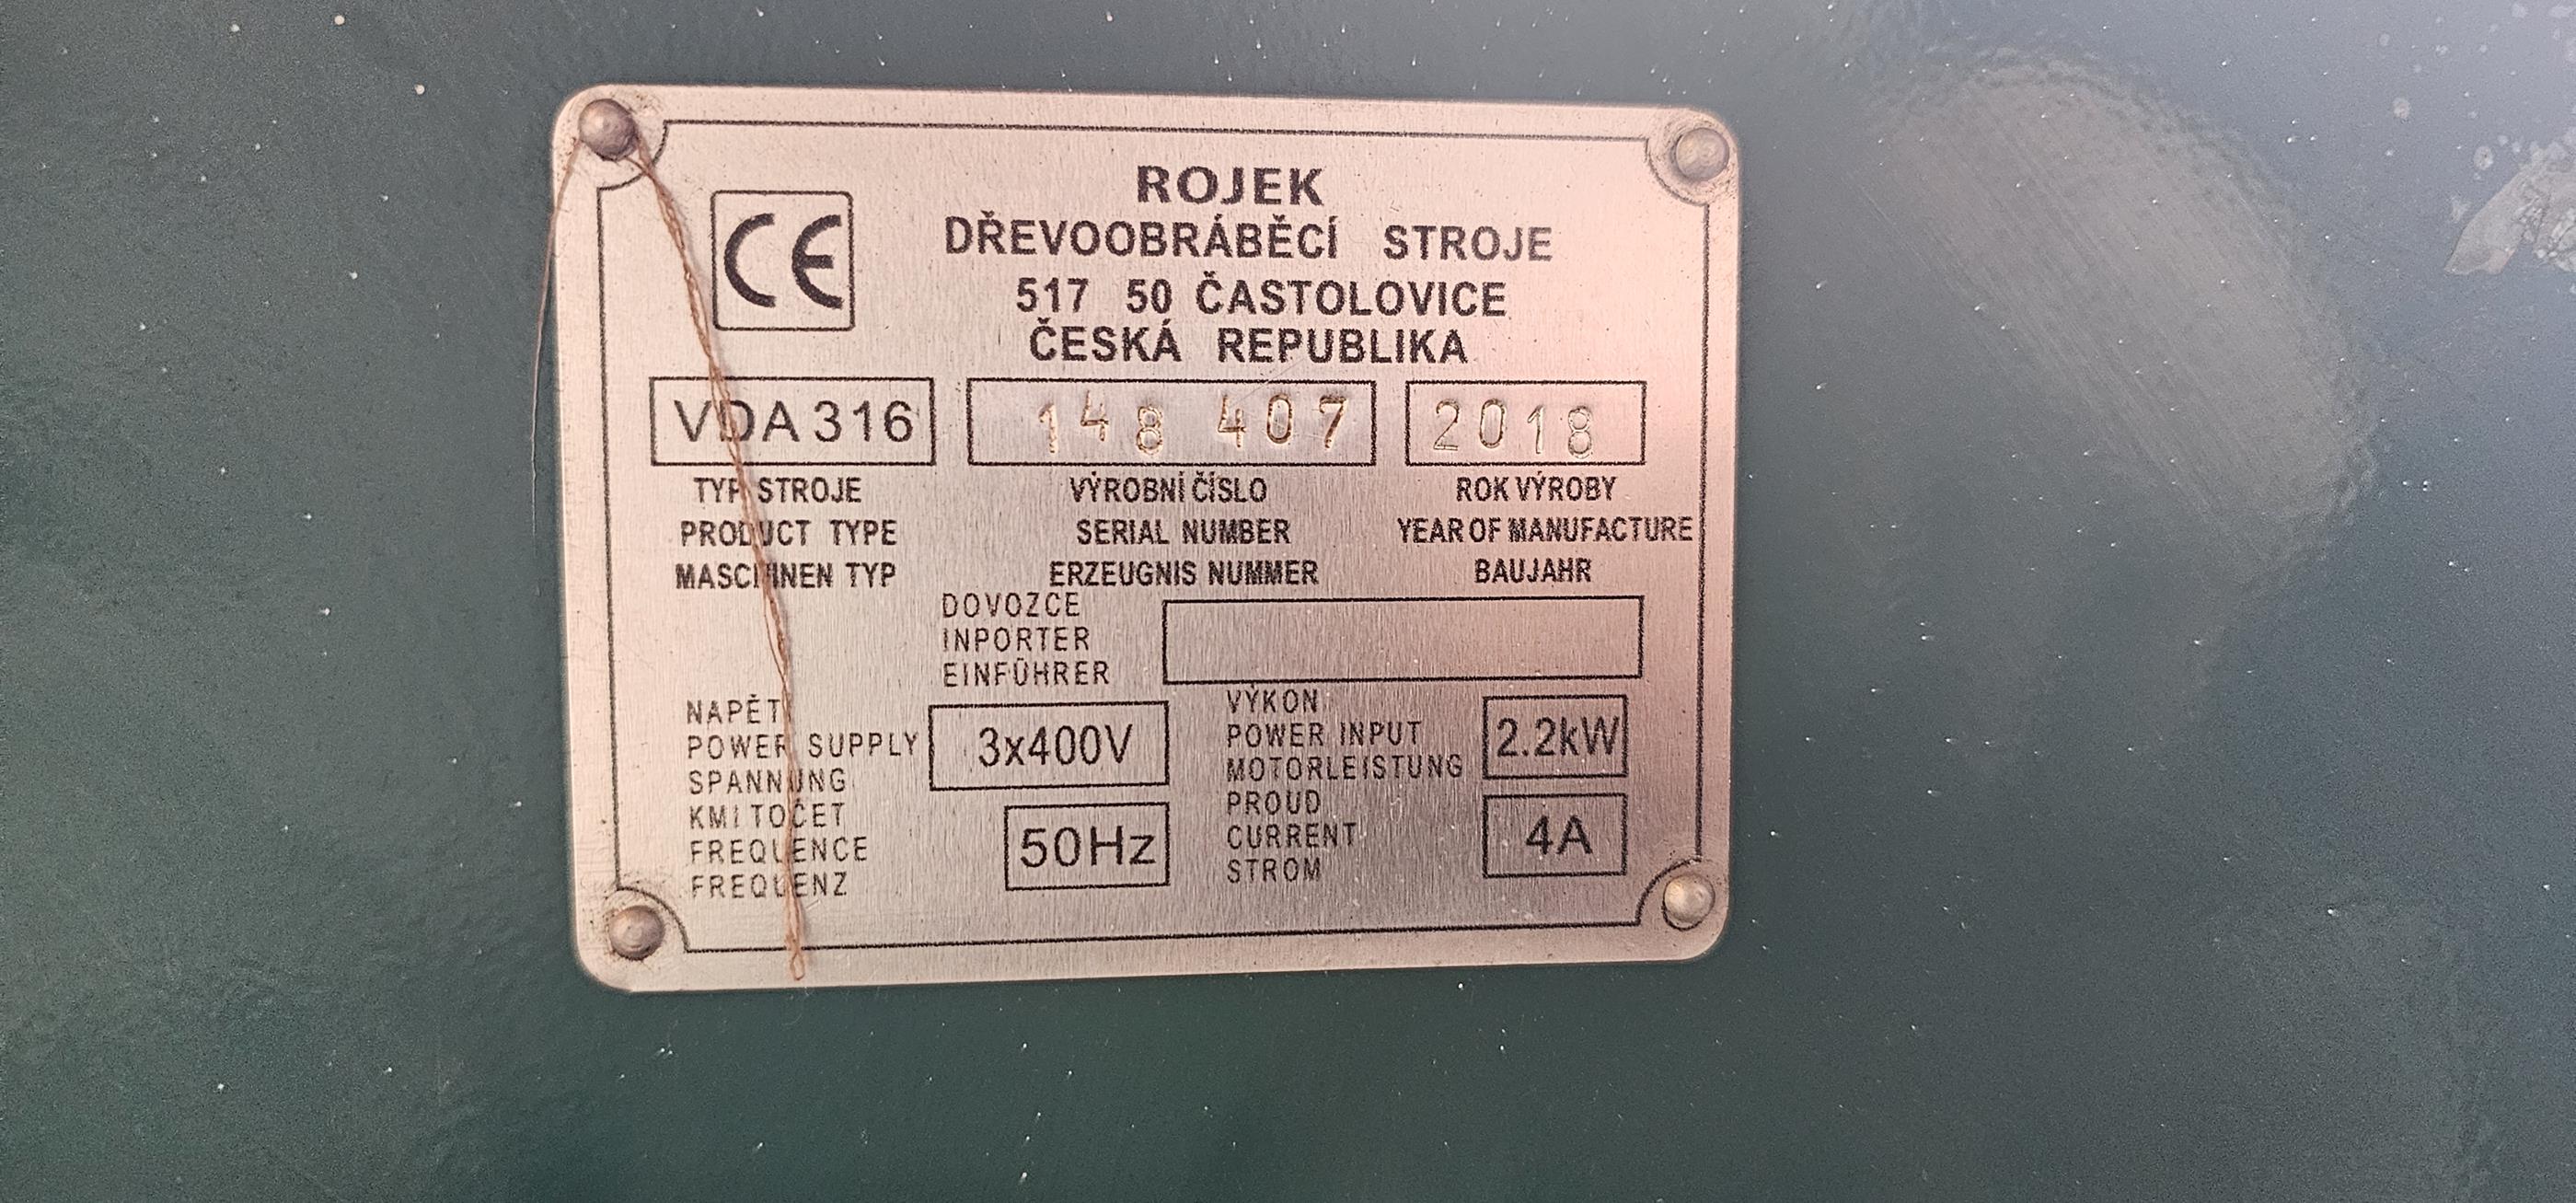 CE
ROJEK
DŘEVOOBRÁBĚCÍ STROJE
517 50 ČASTOLOVICE
ČESKÁ REPUBLIKA
VDA 316
148 407
2018
TYP STROJE
VÝROBNÍ ČÍSLO
ROK VÝROBY
PRODUCT TYPE
SERIAL NUMBER
YEAR OF MANUFACTURE
MASCHINEN TYP
ERZEUGNIS NUMMER
BAUJAHR
DOVOZCE
INPORTER
EINFÜHRER
NAPĚTÍ
POWER SUPPLY
SPANNUNG
3x400V
VÝKON
POWER INPUT
MOTORLEISTUNG
2.2kW
KMITOČET
FREQUENCE
FREQUENZ
50Hz
PROUD
CURRENT
STROM
4A